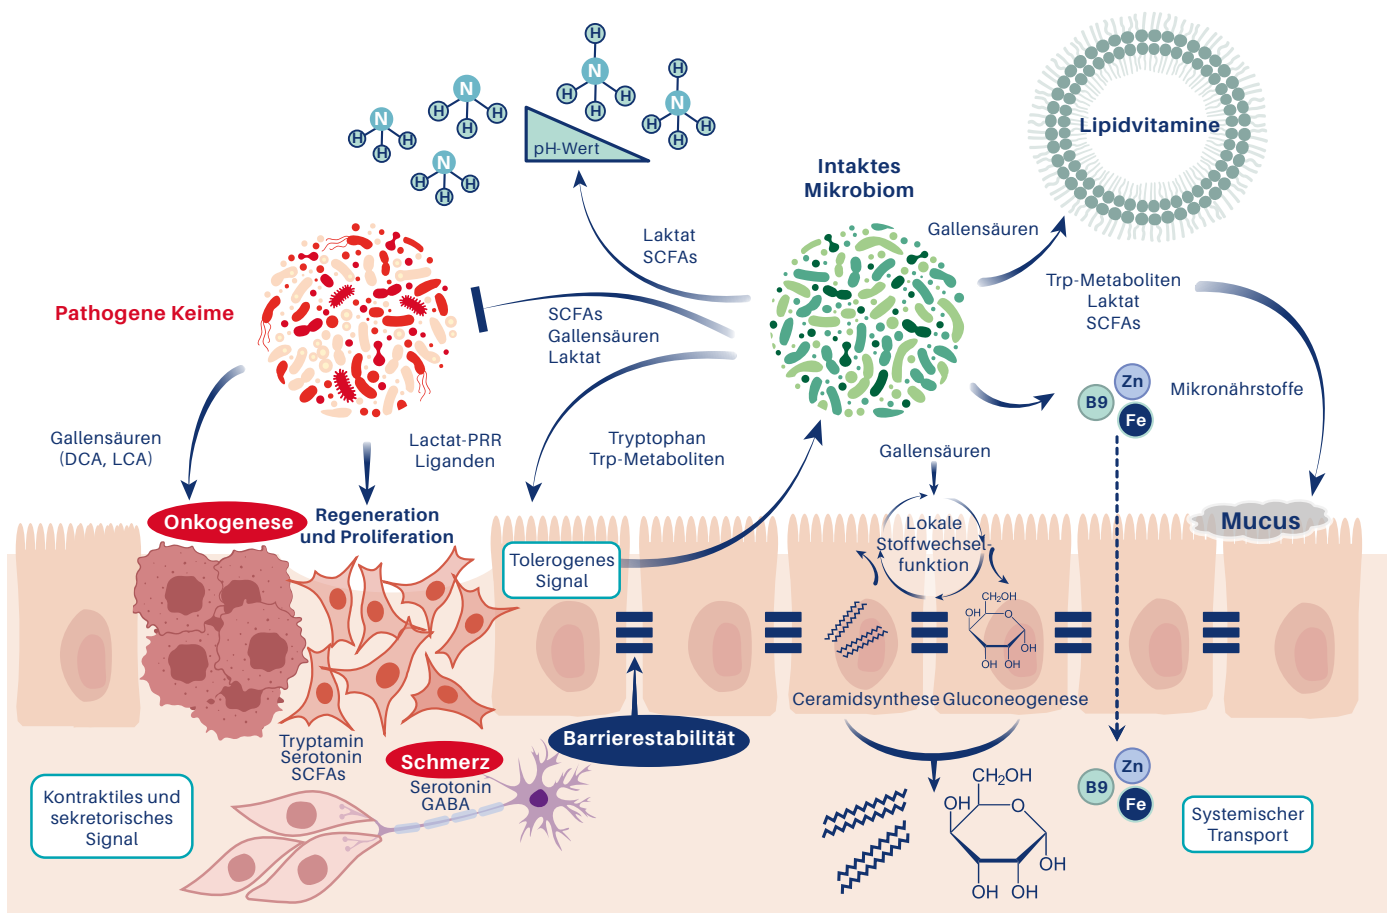 H
N
H
H
H
N
H
H
H
N
H
H
H
N
H
H
H
H
N
H
H
H
H
N
H
H
H
pH-Wert
Lipidvitamine
Intaktes
Mikrobiom
Gallensäuren
Laktat
SCFAs
Trp-Metaboliten
Laktat
SCFAs
Pathogene Keime
SCFAs
Gallensäuren
Laktat
Zn
B9
Fe
Mikronährstoffe
Gallensäuren
(DCA, LCA)
Lactat-PRR
Liganden
Tryptophan
Trp-Metaboliten
Gallensäuren
Onkogenese
Regeneration
und Proliferation
Lokale
Stoffwechsel-
funktion
Mucus
Tolerogenes
Signal
CH2OH
OH
O
OH
OH
OH
Ceramidsynthese
Gluconeogenese
Barrierestabilität
Tryptamin
Serotonin
SCFAs
Schmerz
Serotonin
GABA
Kontraktiles und
sekretorisches
Signal
CH2OH
OH
O
OH
OH
OH
Zn
B9
Fe
Systemischer
Transport